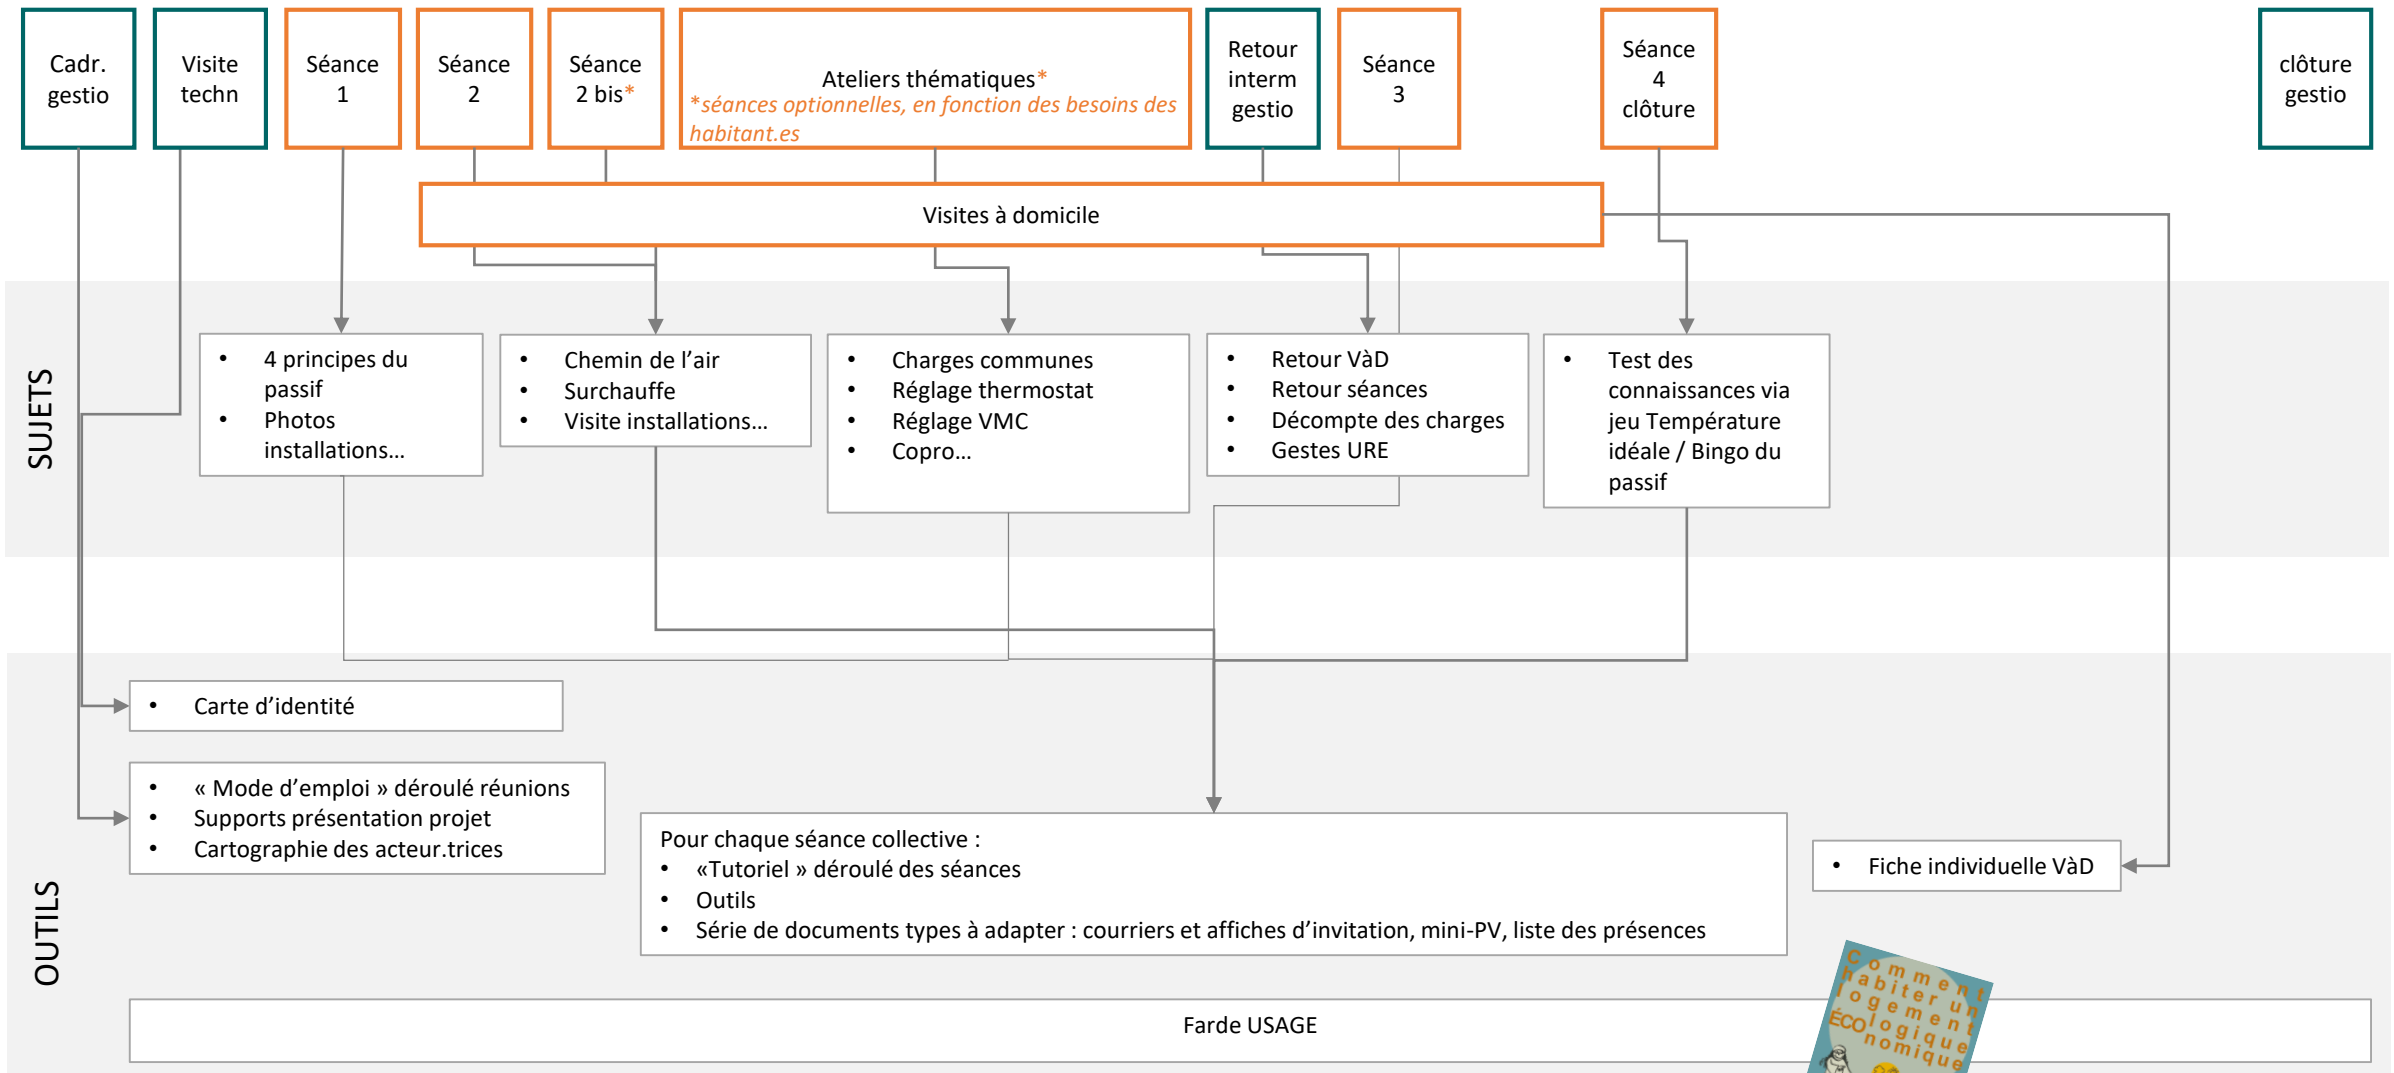 Cadr.
gestio
Visite
techn
Séance
1
Séance
2
Séance
2 bis*
Ateliers thématiques*
*séances optionnelles, en fonction des besoins des
habitant.es
Retour
interm
gestio
Séance
3
Séance
4
clôture
clôture
gestio
Visites à domicile
SUJETS
• 4 principes du
passif
• Photos
installations…
• Chemin de l’air
• Surchauffe
• Visite installations…
• Charges communes
• Réglage thermostat
• Réglage VMC
• Copro…
• Retour VàD
• Retour séances
• Décompte des charges
• Gestes URE
• Test des
connaissances via
jeu Température
idéale / Bingo du
passif
OUTILS
• Carte d’identité
• « Mode d’emploi » déroulé réunions
• Supports présentation projet
• Cartographie des acteur.trices
Pour chaque séance collective :
• «Tutoriel » déroulé des séances
• Outils
• Série de documents types à adapter : courriers et affiches d’invitation, mini-PV, liste des présences
• Fiche individuelle VàD
Farde USAGE
Comment
habiter un
logement
ÉCOlogique
nomique